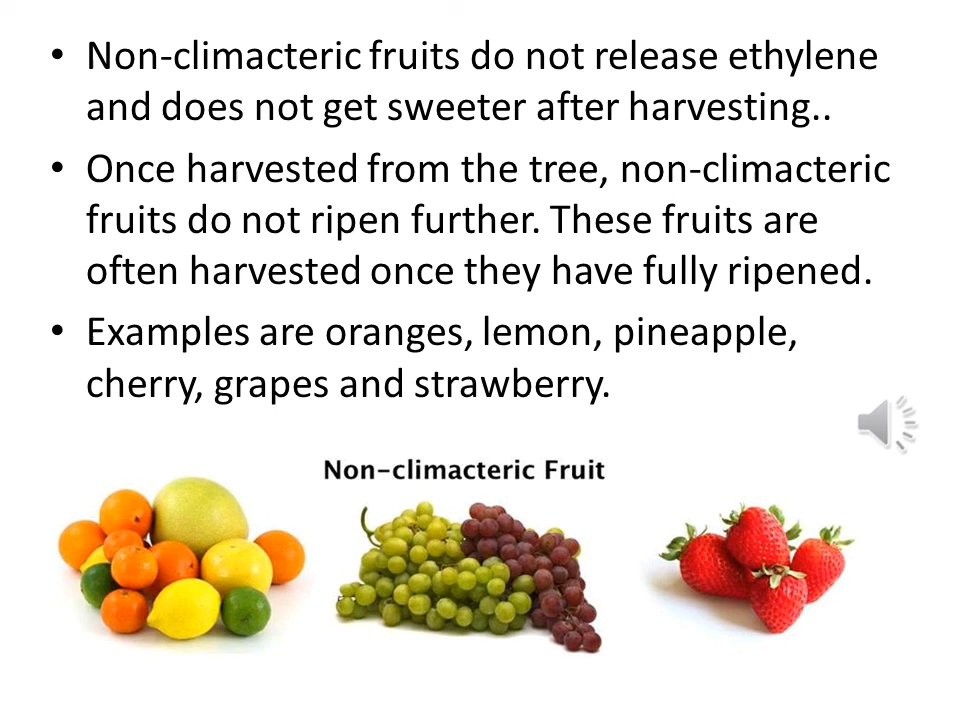 • Non-climacteric fruits do not release ethylene
and does not get sweeter after harvesting..
• Once harvested from the tree, non-climacteric
fruits do not ripen further. These fruits are
often harvested once they have fully ripened.
• Examples are oranges, lemon, pineapple,
cherry, grapes and strawberry.
Non-climacteric Fruit